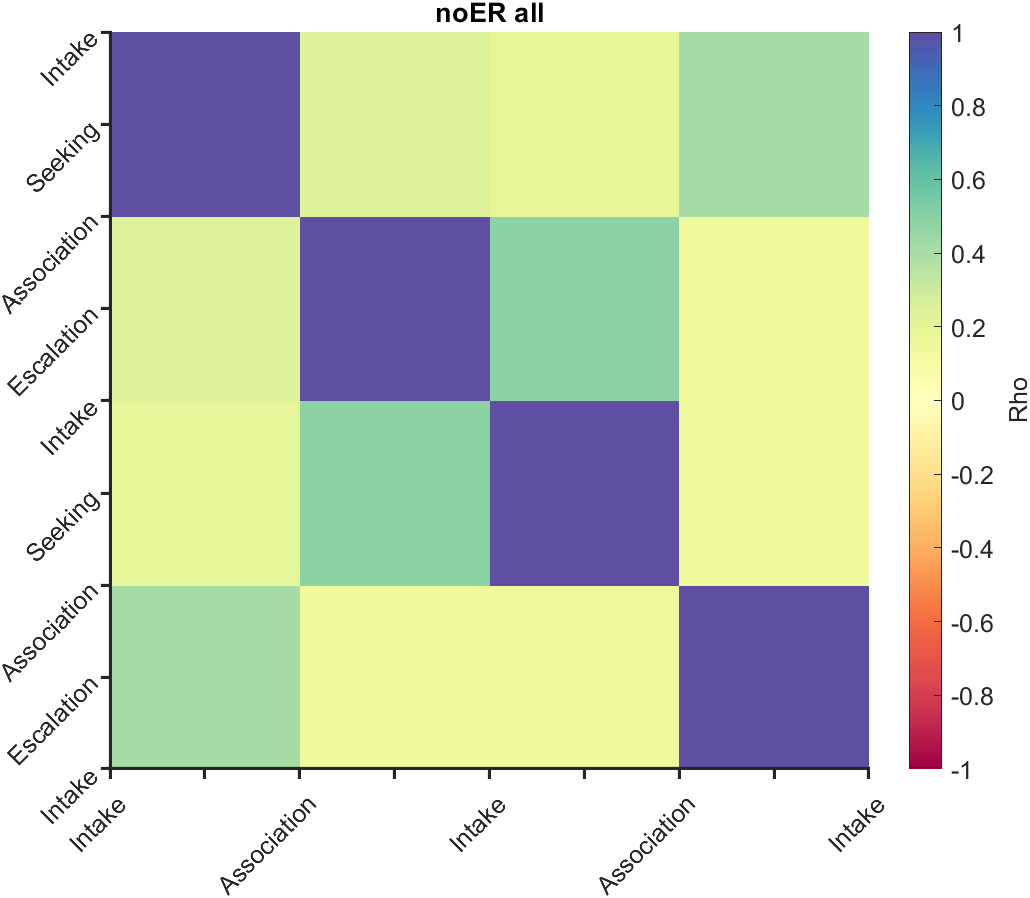 noER all
Intake
Seeking
Association
Escalation
Intake
Seeking
Association
Escalation
Intake
Intake
Association
Intake
Association
Intake
1
0.8
0.6
0.4
0.2
0
-0.2
-0.4
-0.6
-0.8
-1
Rho